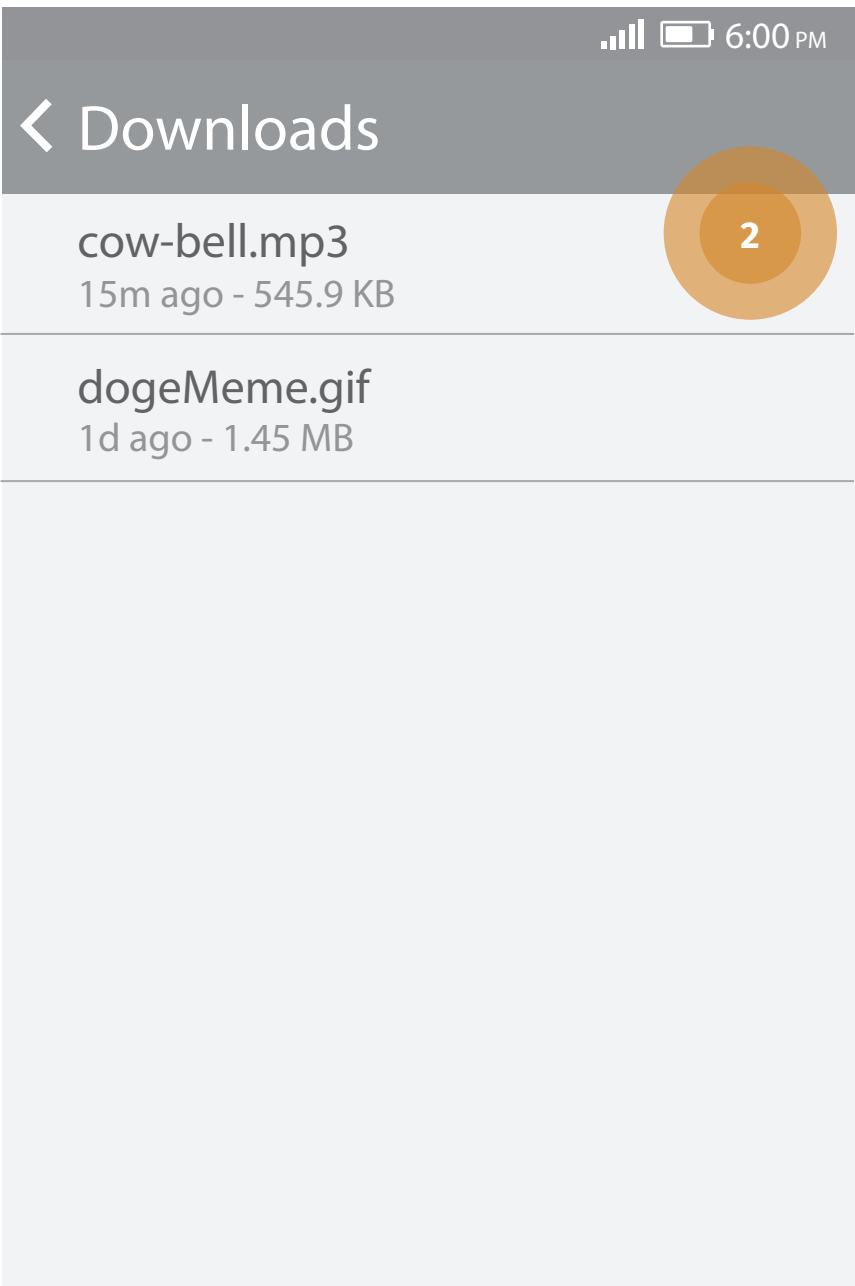 6:00 PM
Downloads
cow-bell.mp3
2
15m ago - 545.9 KB
dogeMeme.gif
1d ago - 1.45 MB